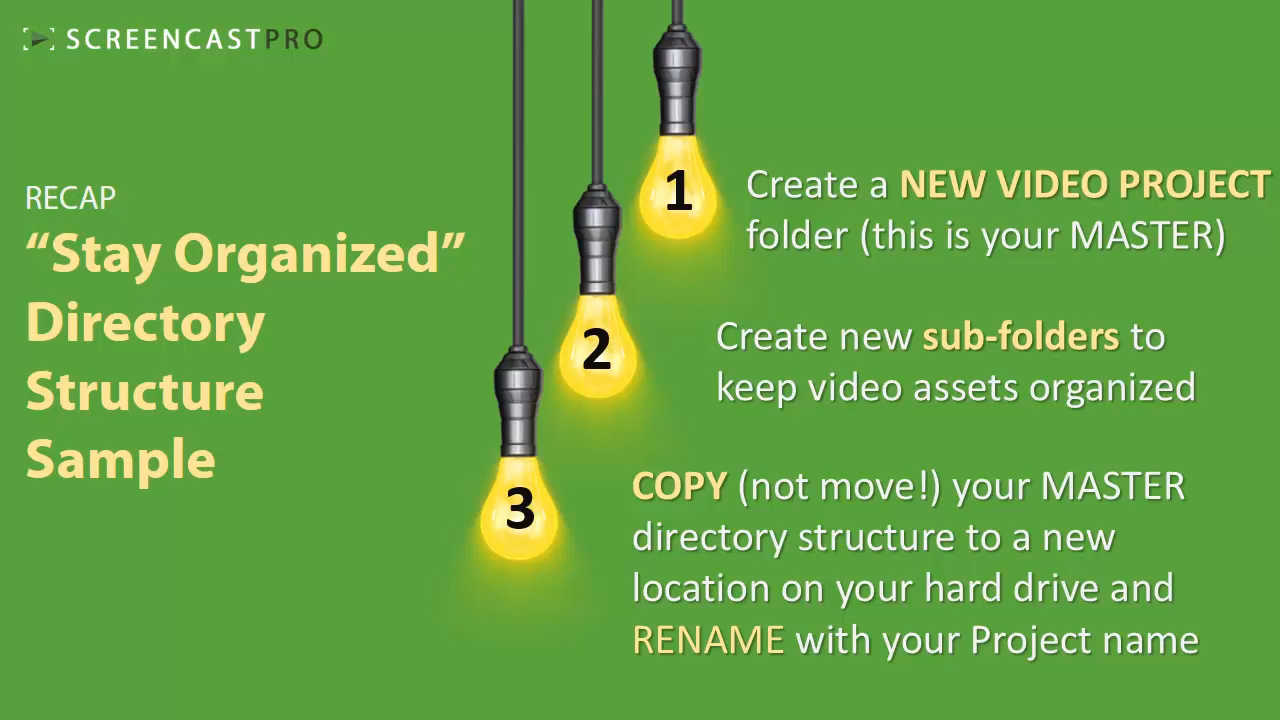 SCREENCASTPRO
RECAP
“Stay Organized”
Directory
Structure
Sample
1
Create a NEW VIDEO PROJECT
folder (this is your MASTER)
2
Create new sub-folders to
keep video assets organized
3
COPY (not move!) your MASTER
directory structure to a new
location on your hard drive and
RENAME with your Project name